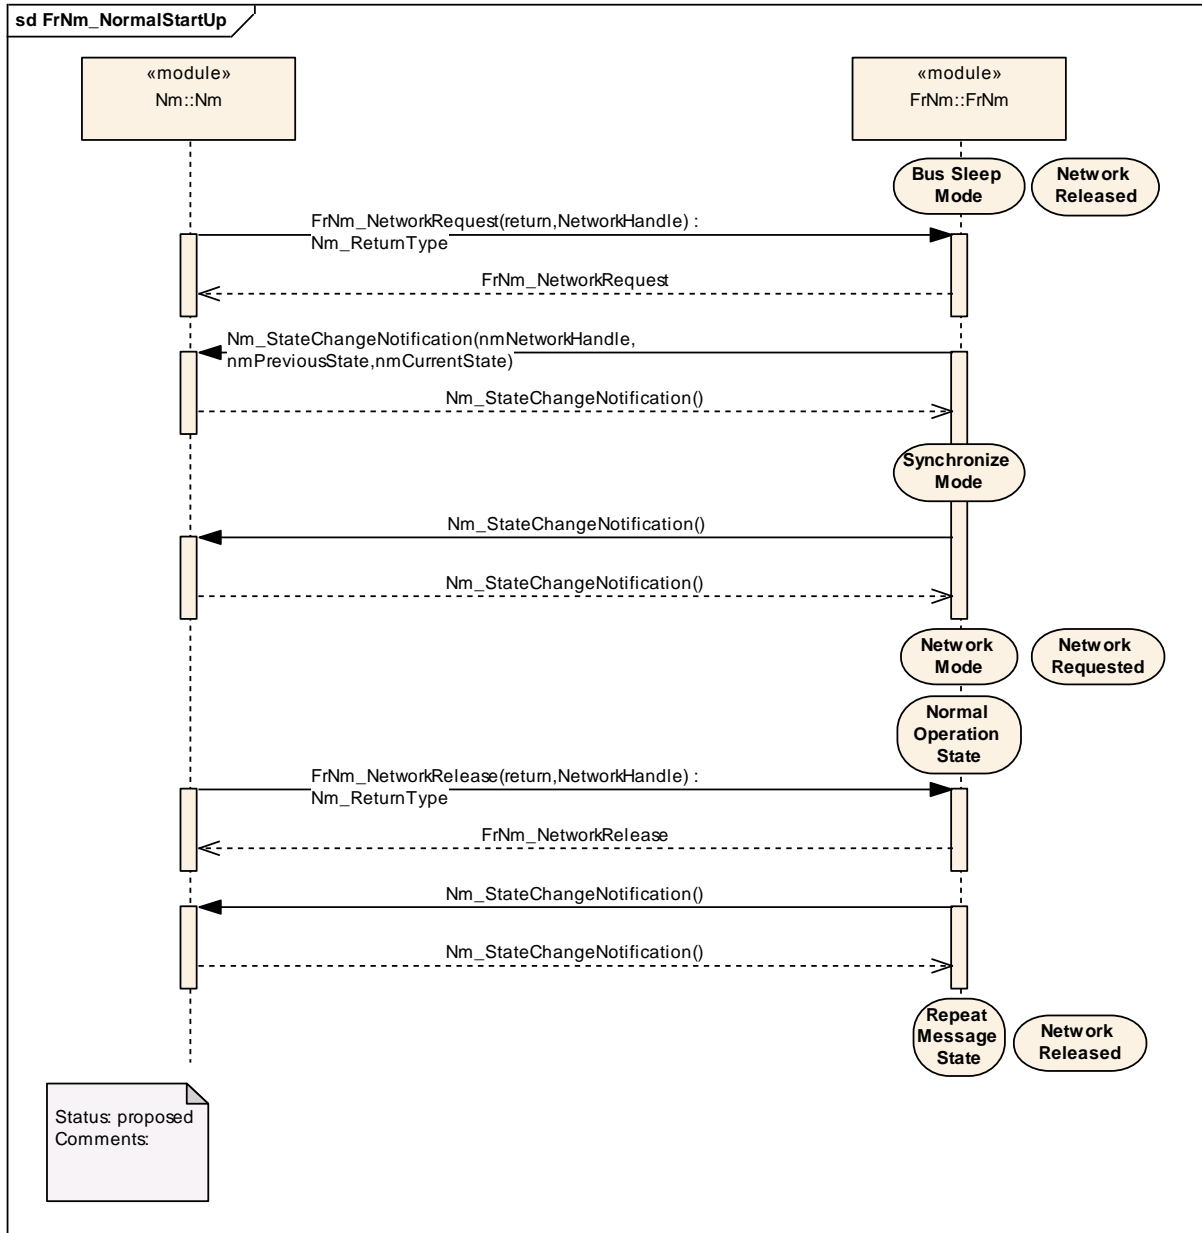 sd FrNm_NormalStartUp
«module»
Nm::Nm
«module»
FrNm::FrNm
Bus Sleep
Mode
Network
Released
FrNm_NetworkRequest(return,NetworkHandle) :
Nm_ReturnType
FrNm_NetworkRequest
Nm_StateChangeNotification(nmNetworkHandle,
nmPreviousState,nmCurrentState)
Nm_StateChangeNotification()
Synchronize
Mode
Nm_StateChangeNotification()
Nm_StateChangeNotification()
Network
Mode
Network
Requested
Normal
Operation
State
FrNm_NetworkRelease(return,NetworkHandle) :
Nm_ReturnType
FrNm_NetworkRelease
Nm_StateChangeNotification()
Nm_StateChangeNotification()
Repeat
Message
State
Network
Released
Status: proposed
Comments: